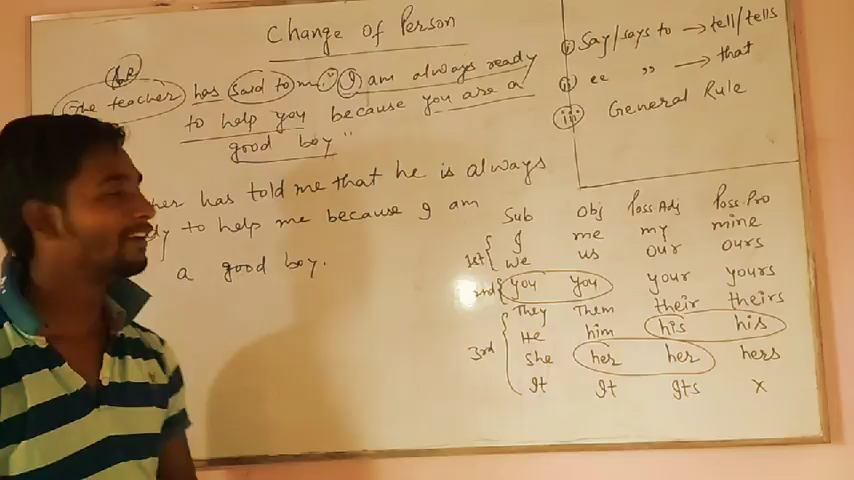 Change of Person
The teacher has said to me, "I am always ready
to help you because you are a
good boy"
her has told me that he is always
dy to help me because I am
a good boy.
(i) Say/says to → tell/tells
(ii) " → that
(iii) General Rule
Sub Obj Poss.Adj Poss.Pro
1st I me my mine
we us our ours
2nd you you your yours
3rd They Them their theirs
He him his his
She her her hers
It It Its X